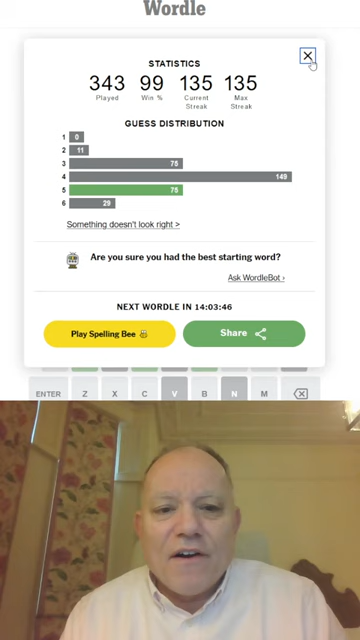 Wordle
STATISTICS
343 99 135 135
Played Win % Current Streak Max Streak
GUESS DISTRIBUTION
1 0
2 11
3 75
4 149
5 75
6 29
Something doesn't look right >
Are you sure you had the best starting word?
Ask WordleBot ›
NEXT WORDLE IN 14:03:46
Play Spelling Bee
Share
ENTER Z X C V B N M